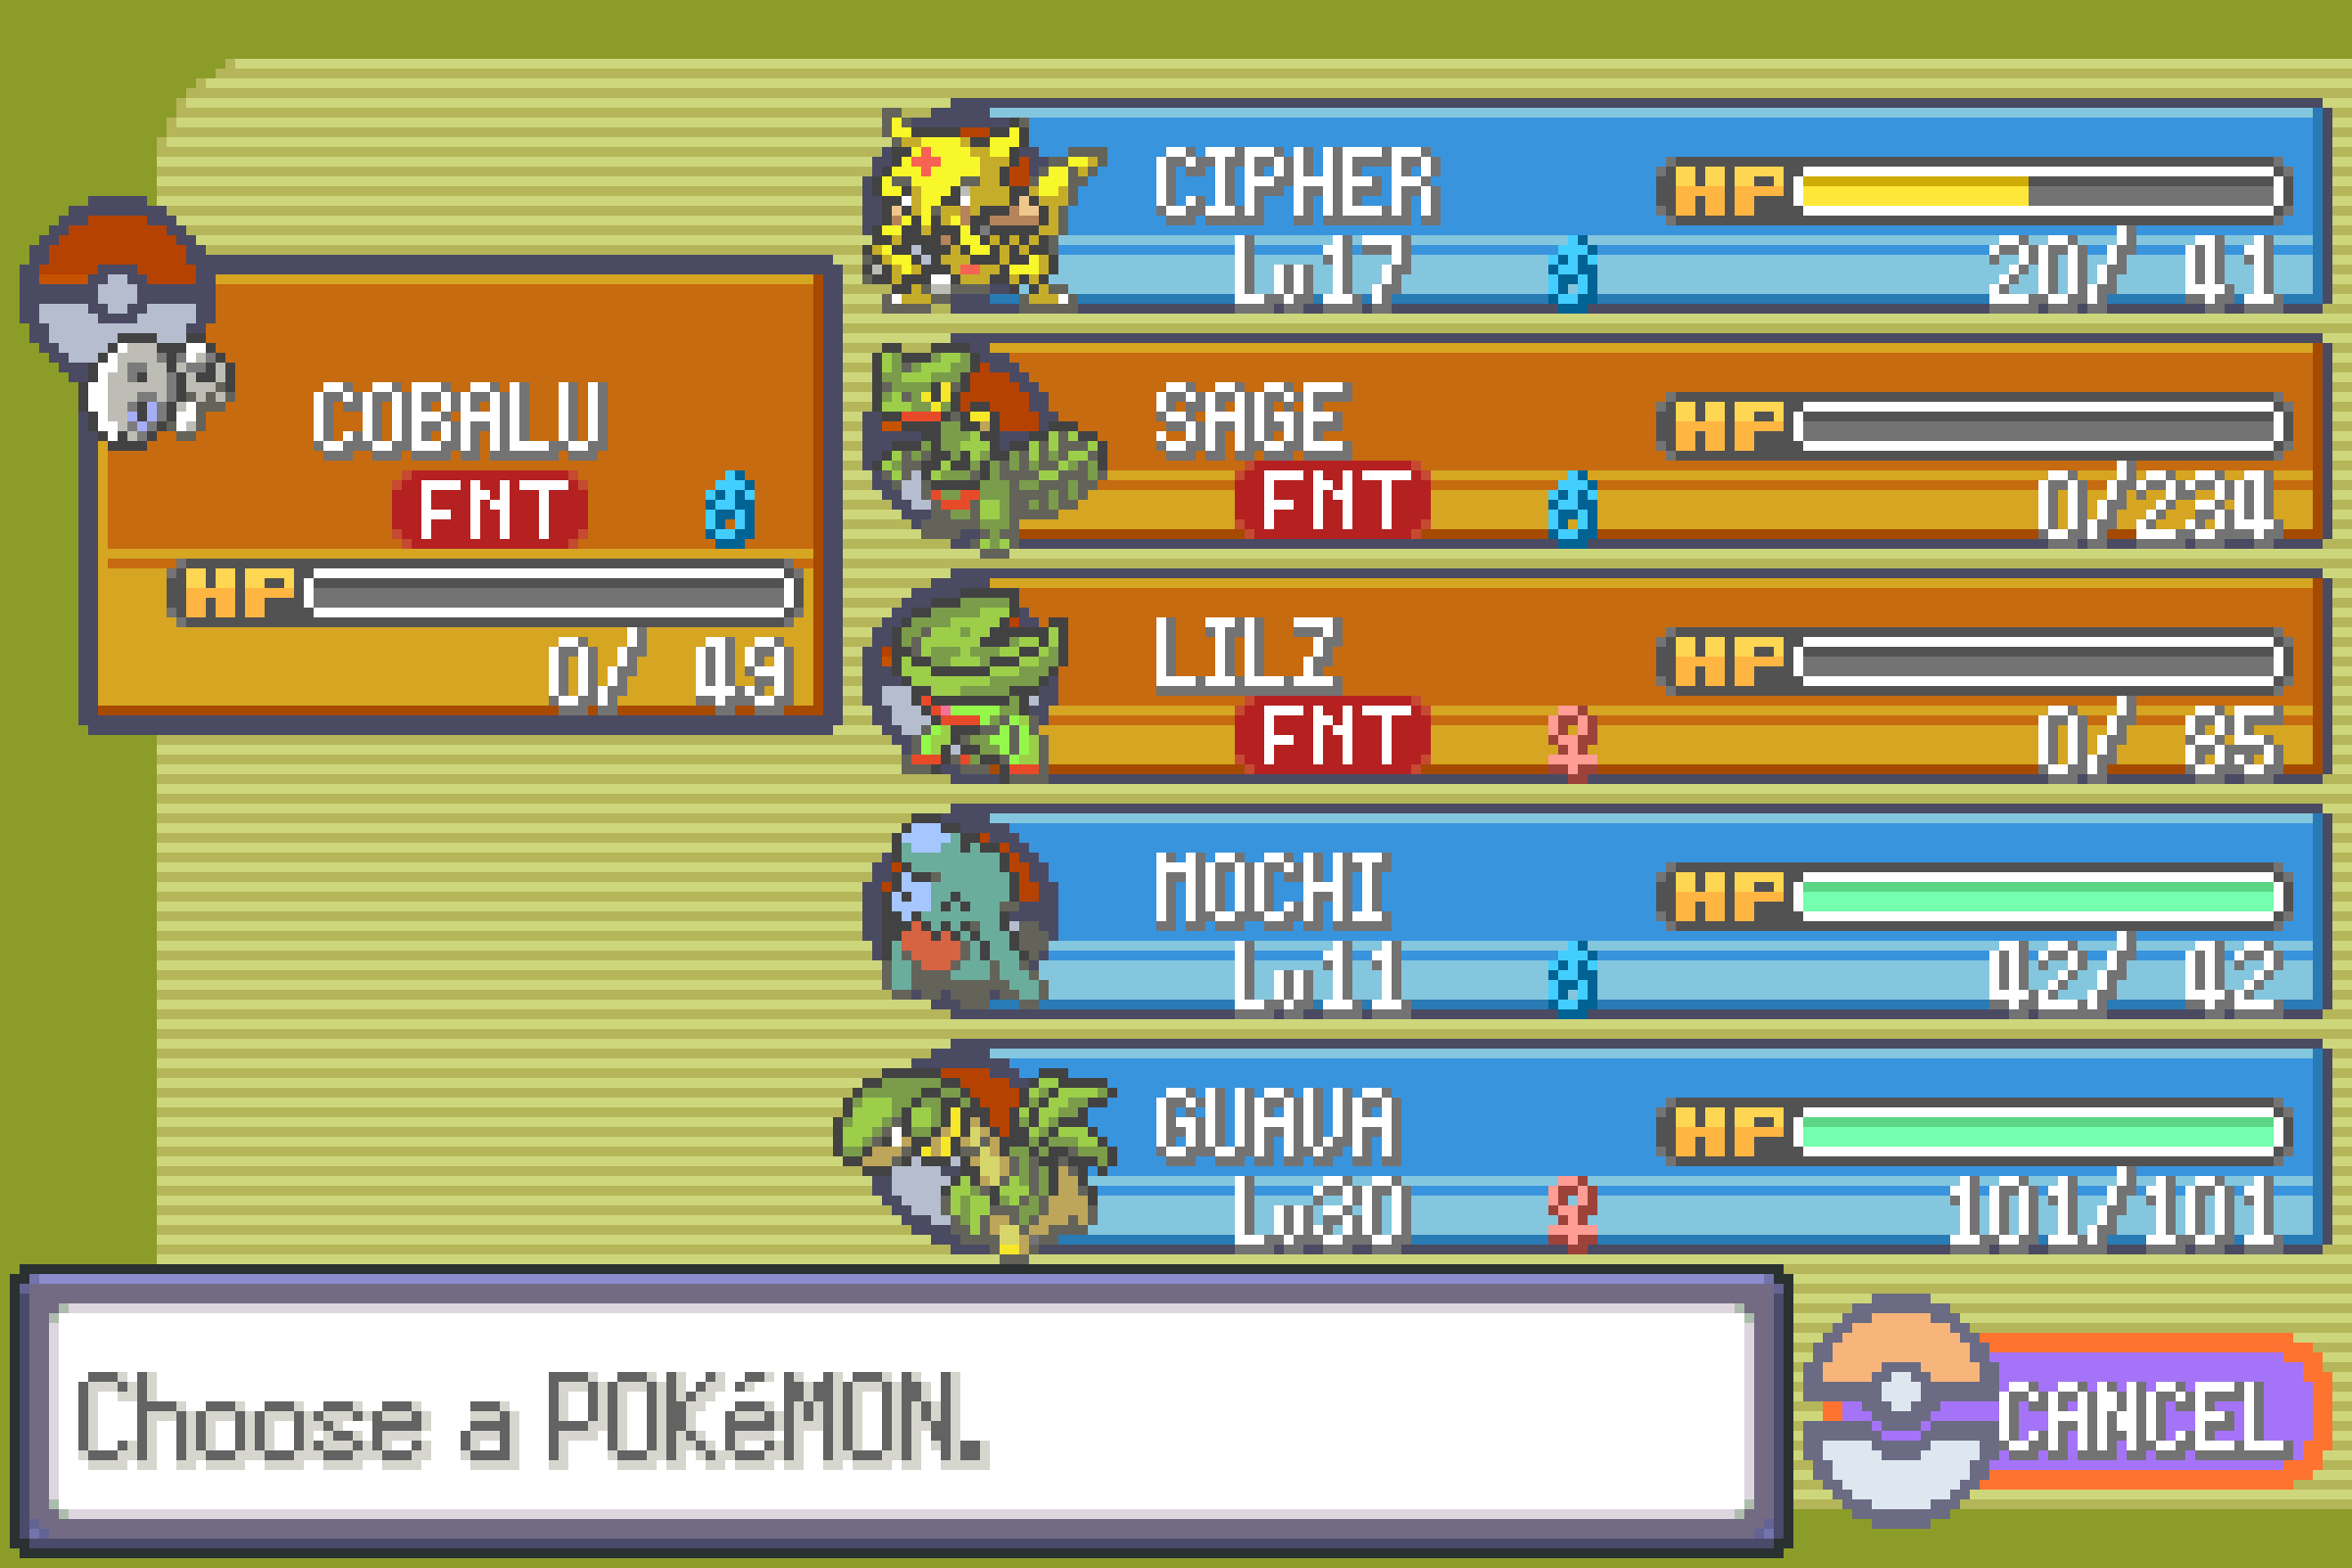 COBALU
FNT ♂
HP
0/ 49
CIPHER HP
Lv17 ♂ 20/ 41
SAGE HP
FNT ♂ 0/234
LILZ HP
FNT ♀ 0/ 85
MOCHI HP
Lv11 ♂ 42/ 42
GUAVA HP
Lv30 ♀ 101/101
Choose a POKéMON.
CANCEL